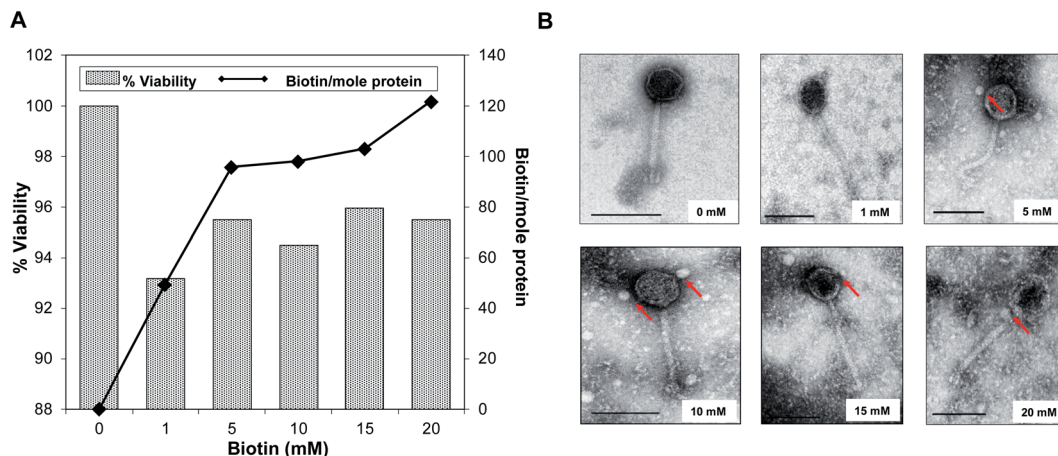 A
102
100
98
96
94
92
90
88
% Viability
% Viability
Biotin/mole protein
140
120
100
80
60
40
20
0
Biotin/mole protein
0 1 5 10 15 20
Biotin (mM)
B
0 mM
1 mM
5 mM
10 mM
15 mM
20 mM